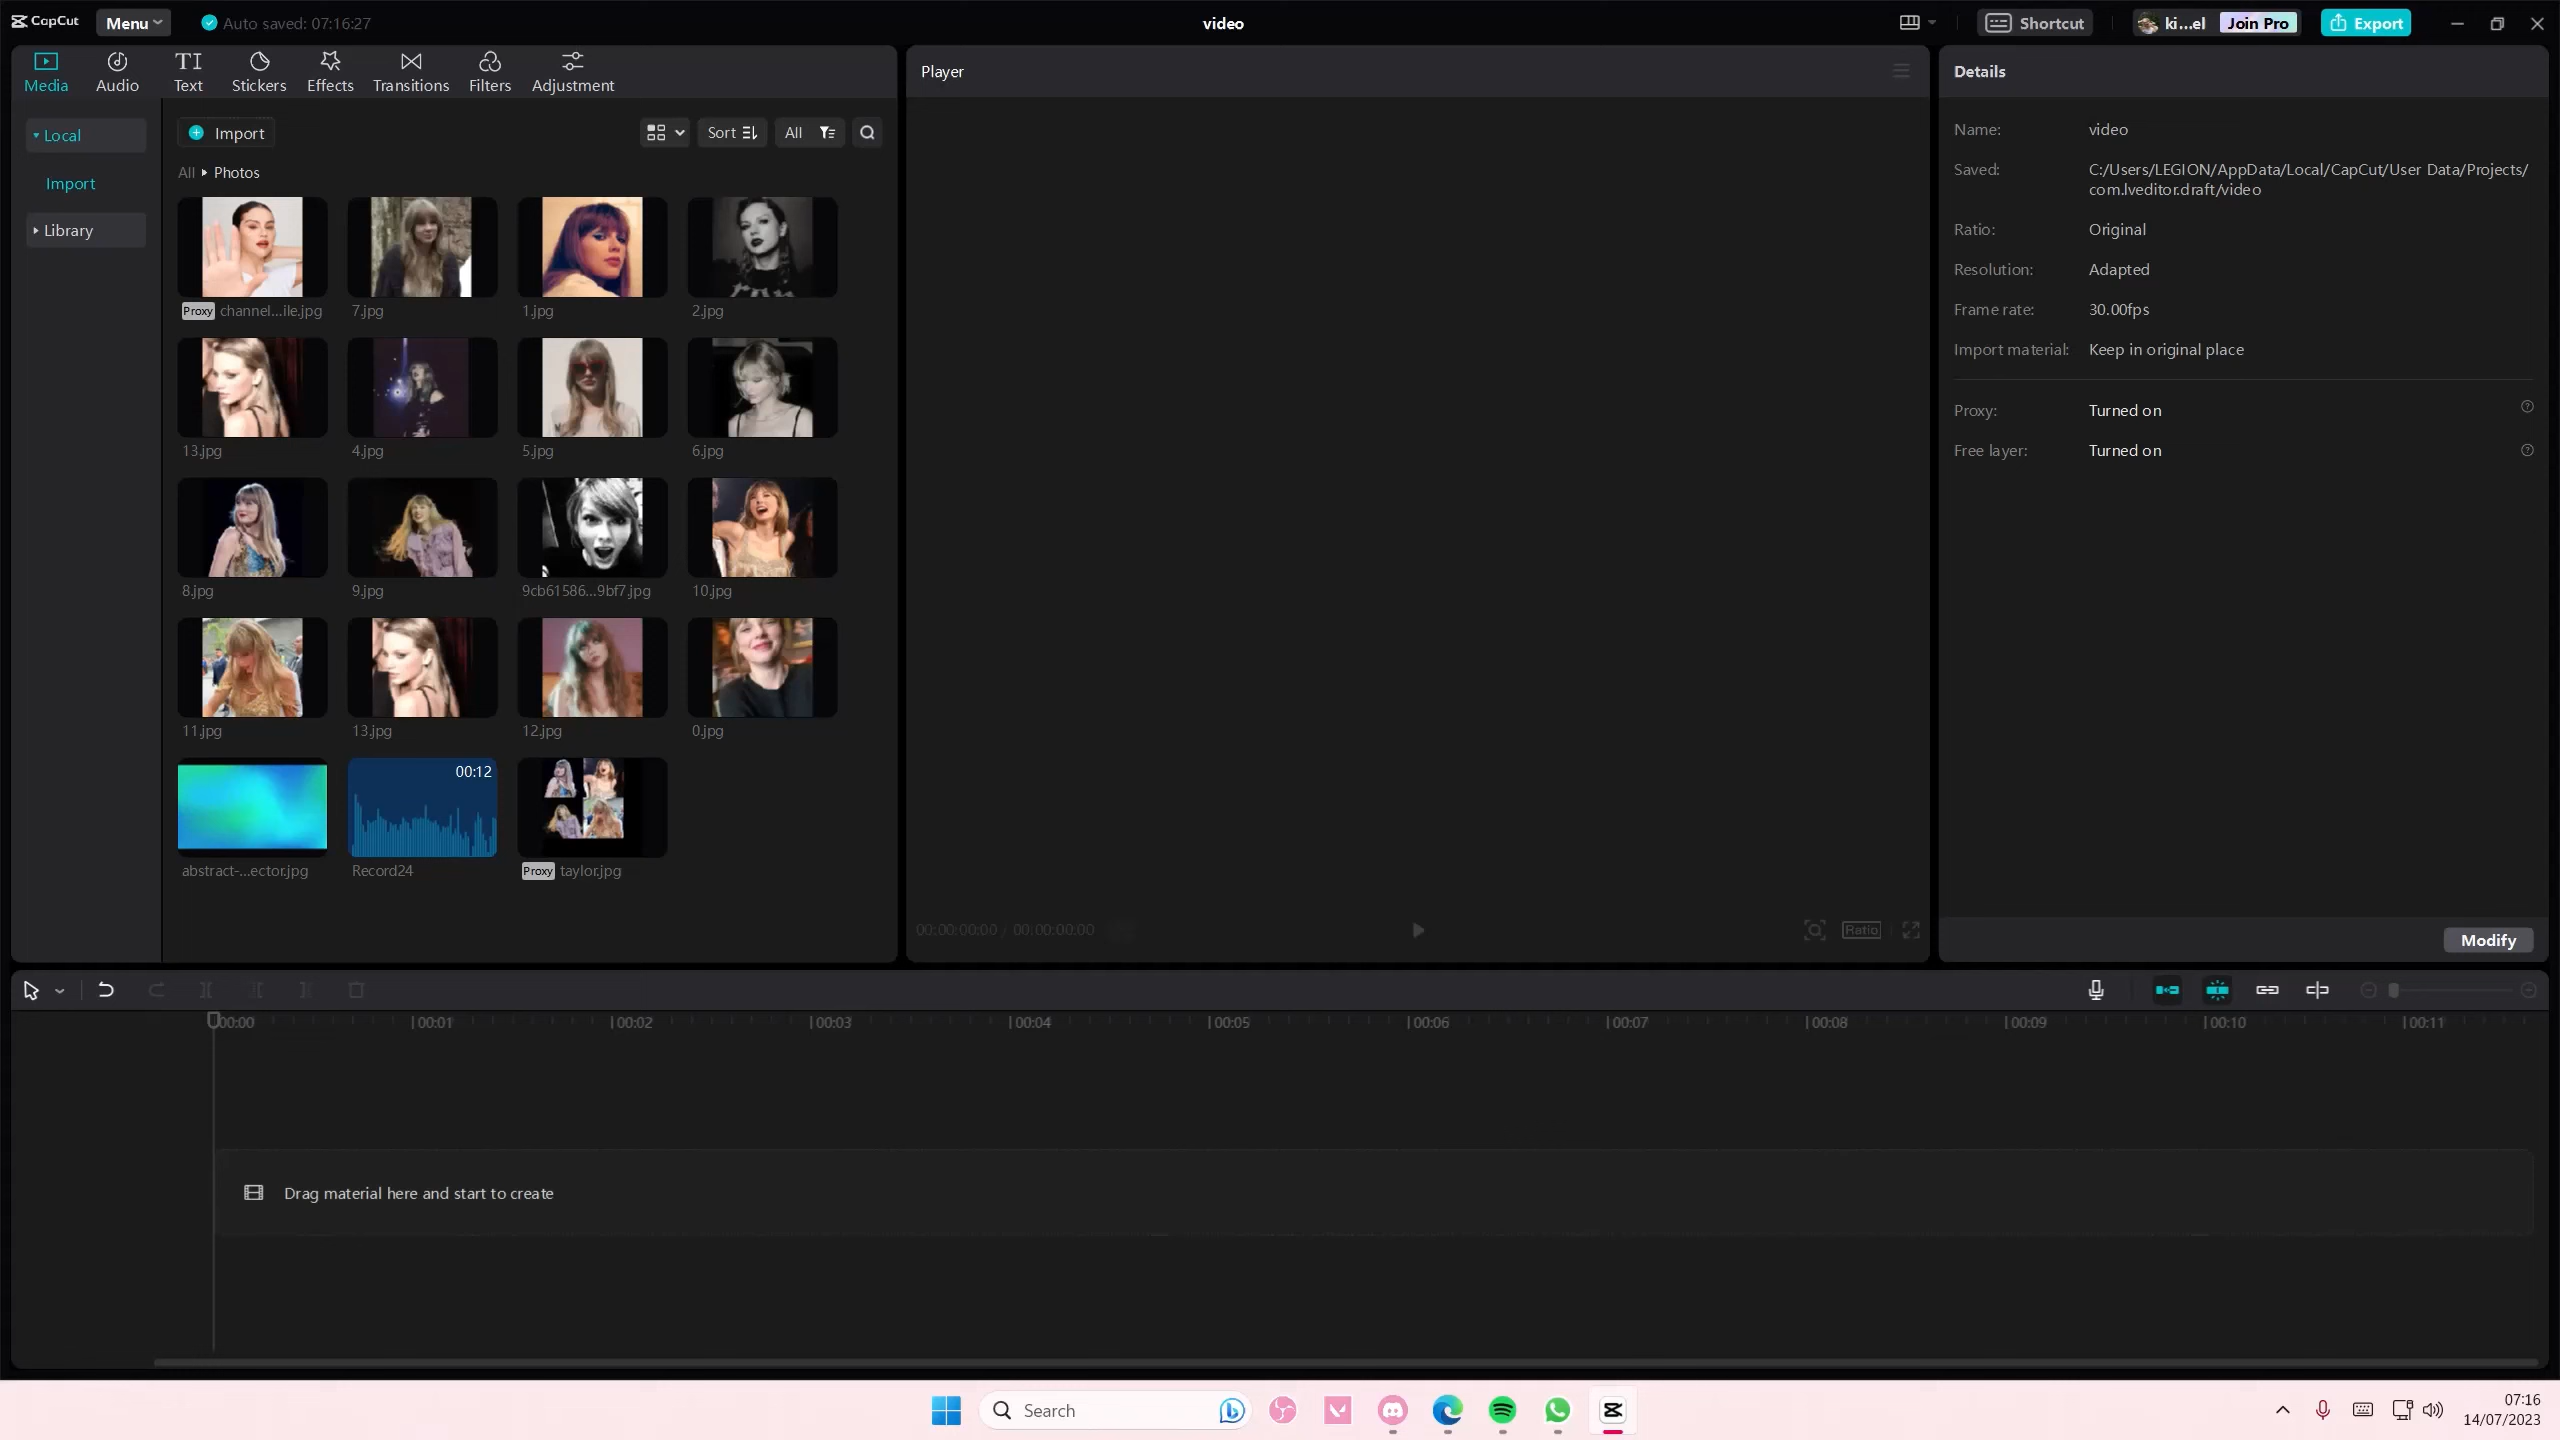 CapCut
Menu
Auto saved: 07:16:27
video
Shortcut
ki...el
Join Pro
Export
Media
Audio
Text
Stickers
Effects
Transitions
Filters
Adjustment
Player
Details
Local
Import
Library
Import
Sort
All
All
Photos
Proxy
channel...ile.jpg
7.jpg
1.jpg
2.jpg
13.jpg
4.jpg
5.jpg
6.jpg
8.jpg
9.jpg
9cb61586...9bf7.jpg
10.jpg
11.jpg
13.jpg
12.jpg
0.jpg
00:12
abstract-...ector.jpg
Record24
Proxy
taylor.jpg
Name: video
Saved: C:/Users/LEGION/AppData/Local/CapCut/User Data/Projects/
com.lveditor.draft/video
Ratio: Original
Resolution: Adapted
Frame rate: 30.00fps
Import material: Keep in original place
Proxy: Turned on
Free layer: Turned on
00:00:00:00 / 00:00:00:00
Ratio
Modify
00:00
00:01
00:02
00:03
00:04
00:05
00:06
00:07
00:08
00:09
00:10
00:11
Drag material here and start to create
Search
07:16
14/07/2023